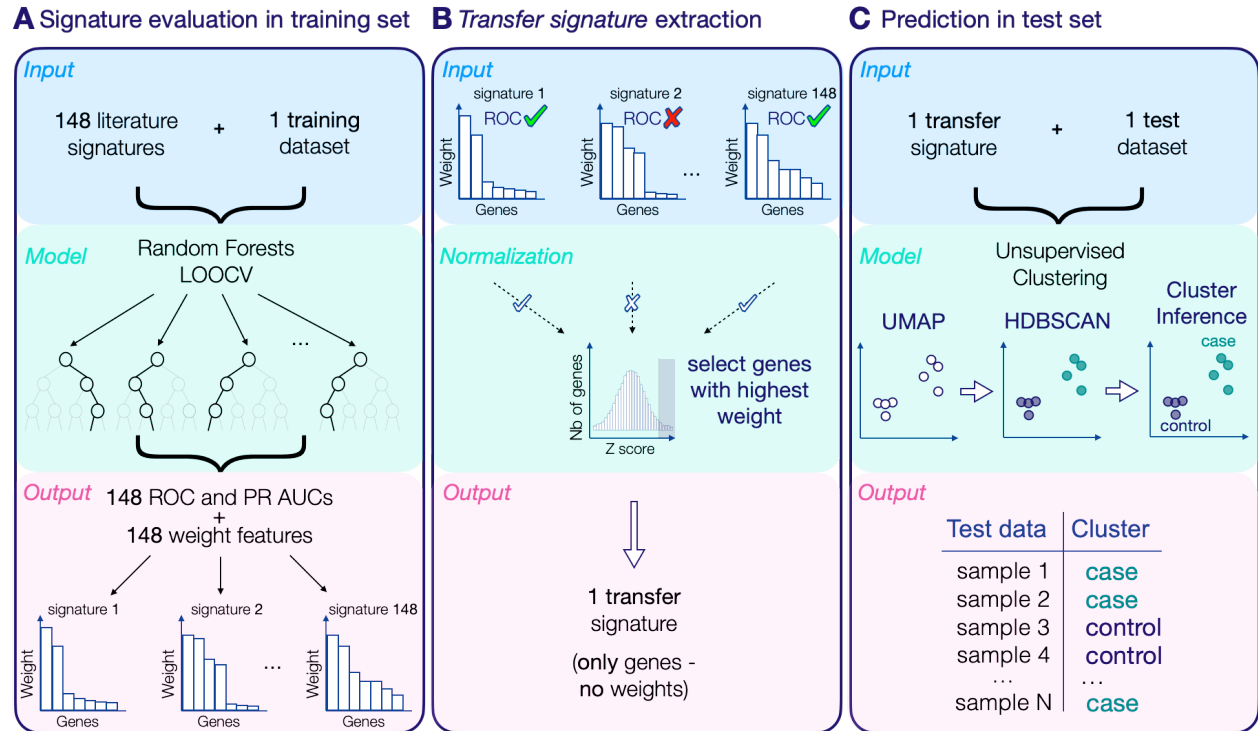 A Signature evaluation in training set
Input
148 literature
signatures
+
1 training
dataset
Model
Random Forests
LOOCV
...
Output
148 ROC and PR AUCs
+
148 weight features
signature 1
Weight
Genes
signature 2
Weight
Genes
...
signature 148
Weight
Genes
B Transfer signature extraction
Input
signature 1
ROC
Weight
Genes
signature 2
ROC
Weight
Genes
...
signature 148
ROC
Weight
Genes
Normalization
Nb of genes
Z score
select genes
with highest
weight
Output
1 transfer
signature
(only genes -
no weights)
C Prediction in test set
Input
1 transfer
signature
+
1 test
dataset
Model
Unsupervised
Clustering
UMAP
HDBSCAN
Cluster
Inference
case
control
Output
Test data Cluster
sample 1 case
sample 2 case
sample 3 control
sample 4 control
... ...
sample N case